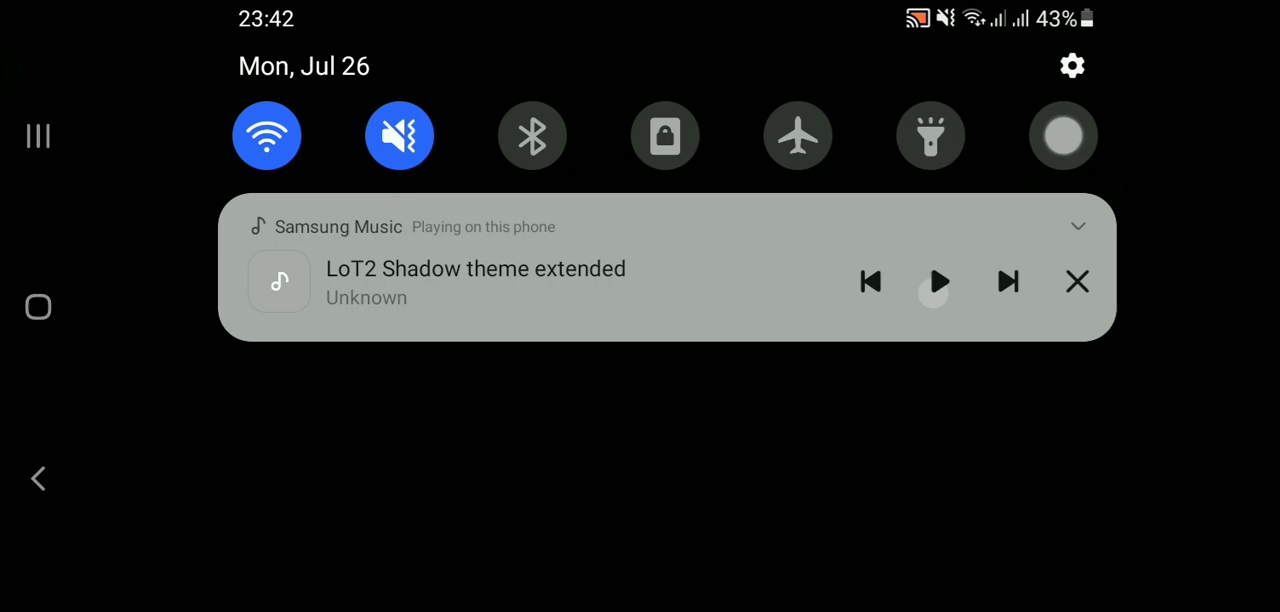 23:42
43%
Mon, Jul 26
Samsung Music Playing on this phone
LoT2 Shadow theme extended
Unknown